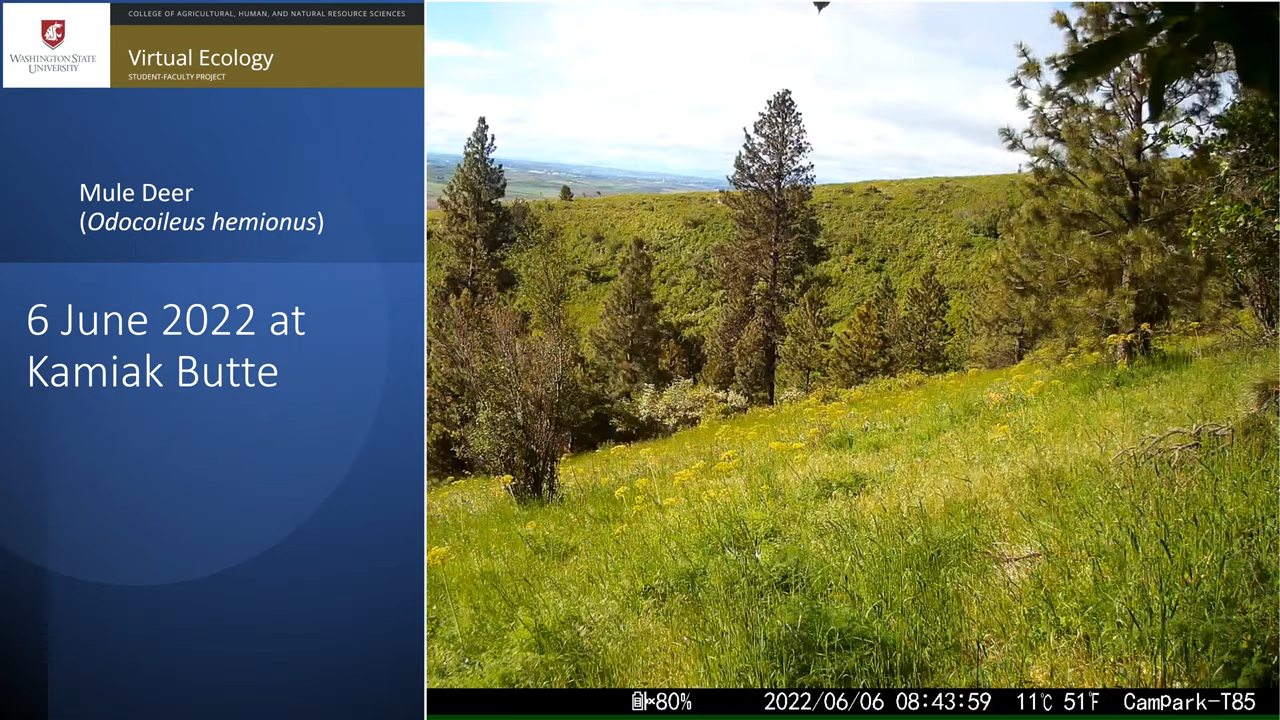 COLLEGE OF AGRICULTURAL, HUMAN, AND NATURAL RESOURCE SCIENCES
WASHINGTON STATE
UNIVERSITY
Virtual Ecology
STUDENT-FACULTY PROJECT
Mule Deer
(Odocoileus hemionus)
6 June 2022 at
Kamiak Butte
80% 2022/06/06 08:43:59 11℃ 51℉ CamPark-T85